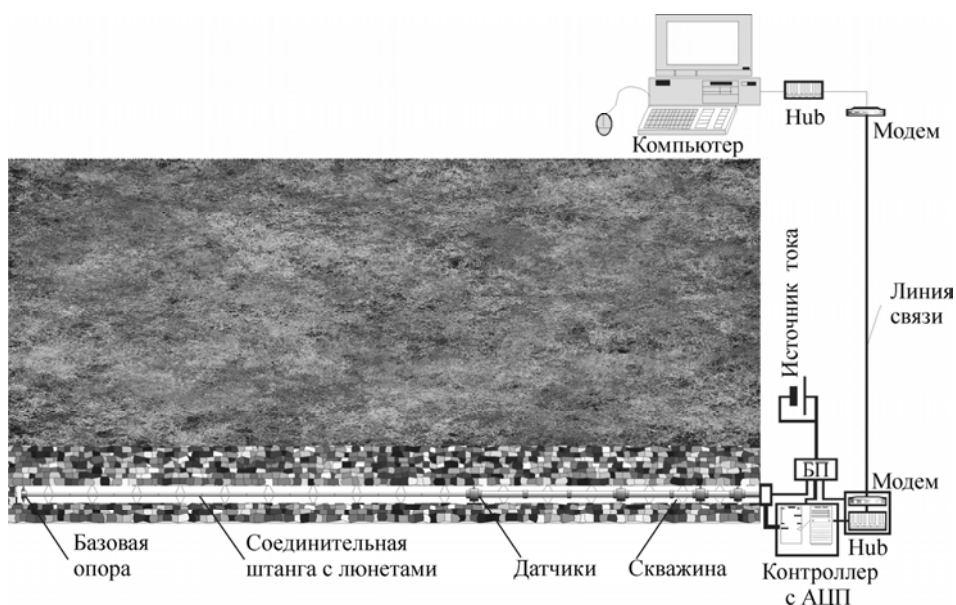 Hub
Модем
Компьютер
Источник тока
Линия
связи
БП
Модем
Hub
Базовая
опора
Соединительная
штанга с люнетами
Датчики
Скважина
Контроллер
с АЦП